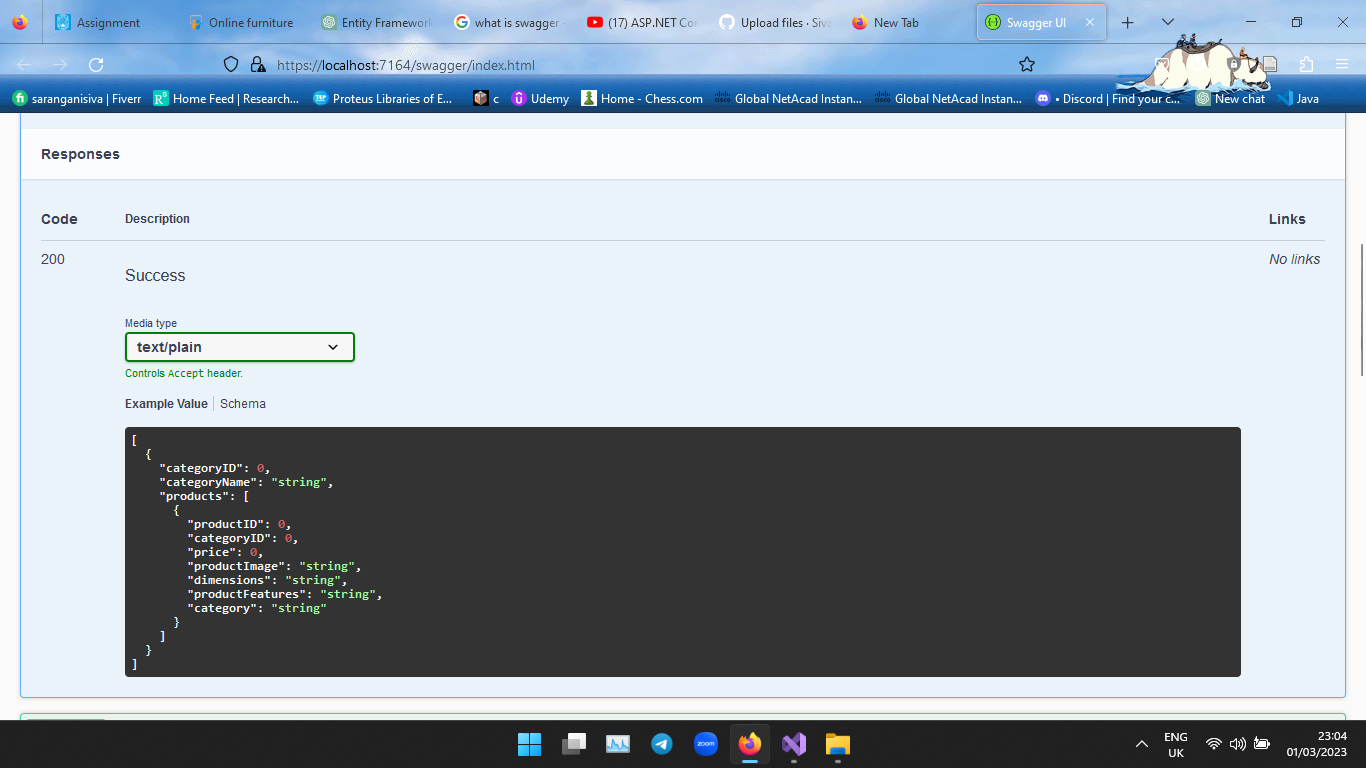 Assignment
Online furniture
Entity Framework
what is swagger -
(17) ASP.NET Cor
Upload files · Siva
New Tab
Swagger UI
https://localhost:7164/swagger/index.html
saranganisiva | Fiverr
Home Feed | Research...
Proteus Libraries of E...
c
Udemy
Home - Chess.com
Global NetAcad Instan...
Global NetAcad Instan...
• Discord | Find your c...
New chat
Java
Responses
Code Description Links
200 No links
Success
Media type
text/plain
Controls Accept header.
Example Value Schema
[
{
"categoryID": 0,
"categoryName": "string",
"products": [
{
"productID": 0,
"categoryID": 0,
"price": 0,
"productImage": "string",
"dimensions": "string",
"productFeatures": "string",
"category": "string"
}
]
}
]
zoom
ENG
UK
23:04
01/03/2023